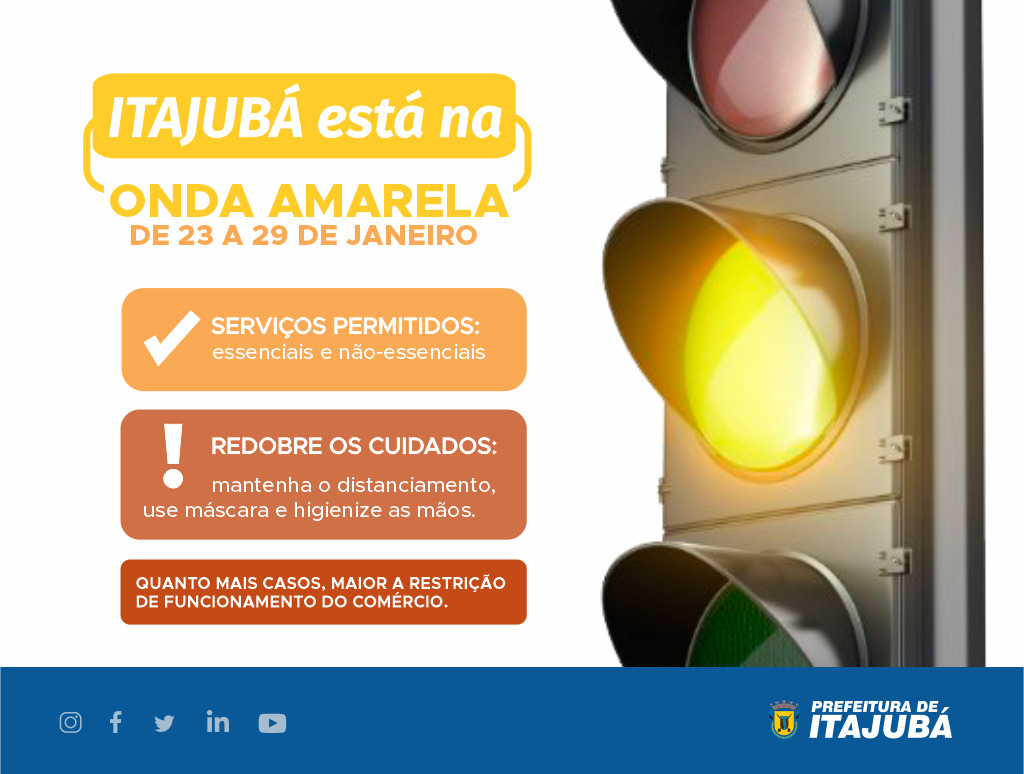 ITAJUBÁ está na
ONDA AMARELA
DE 23 A 29 DE JANEIRO
SERVIÇOS PERMITIDOS:
essenciais e não-essenciais
REDOBRE OS CUIDADOS:
mantenha o distanciamento,
use máscara e higienize as mãos.
QUANTO MAIS CASOS, MAIOR A RESTRIÇÃO
DE FUNCIONAMENTO DO COMÉRCIO.
PREFEITURA DE
ITAJUBÁ